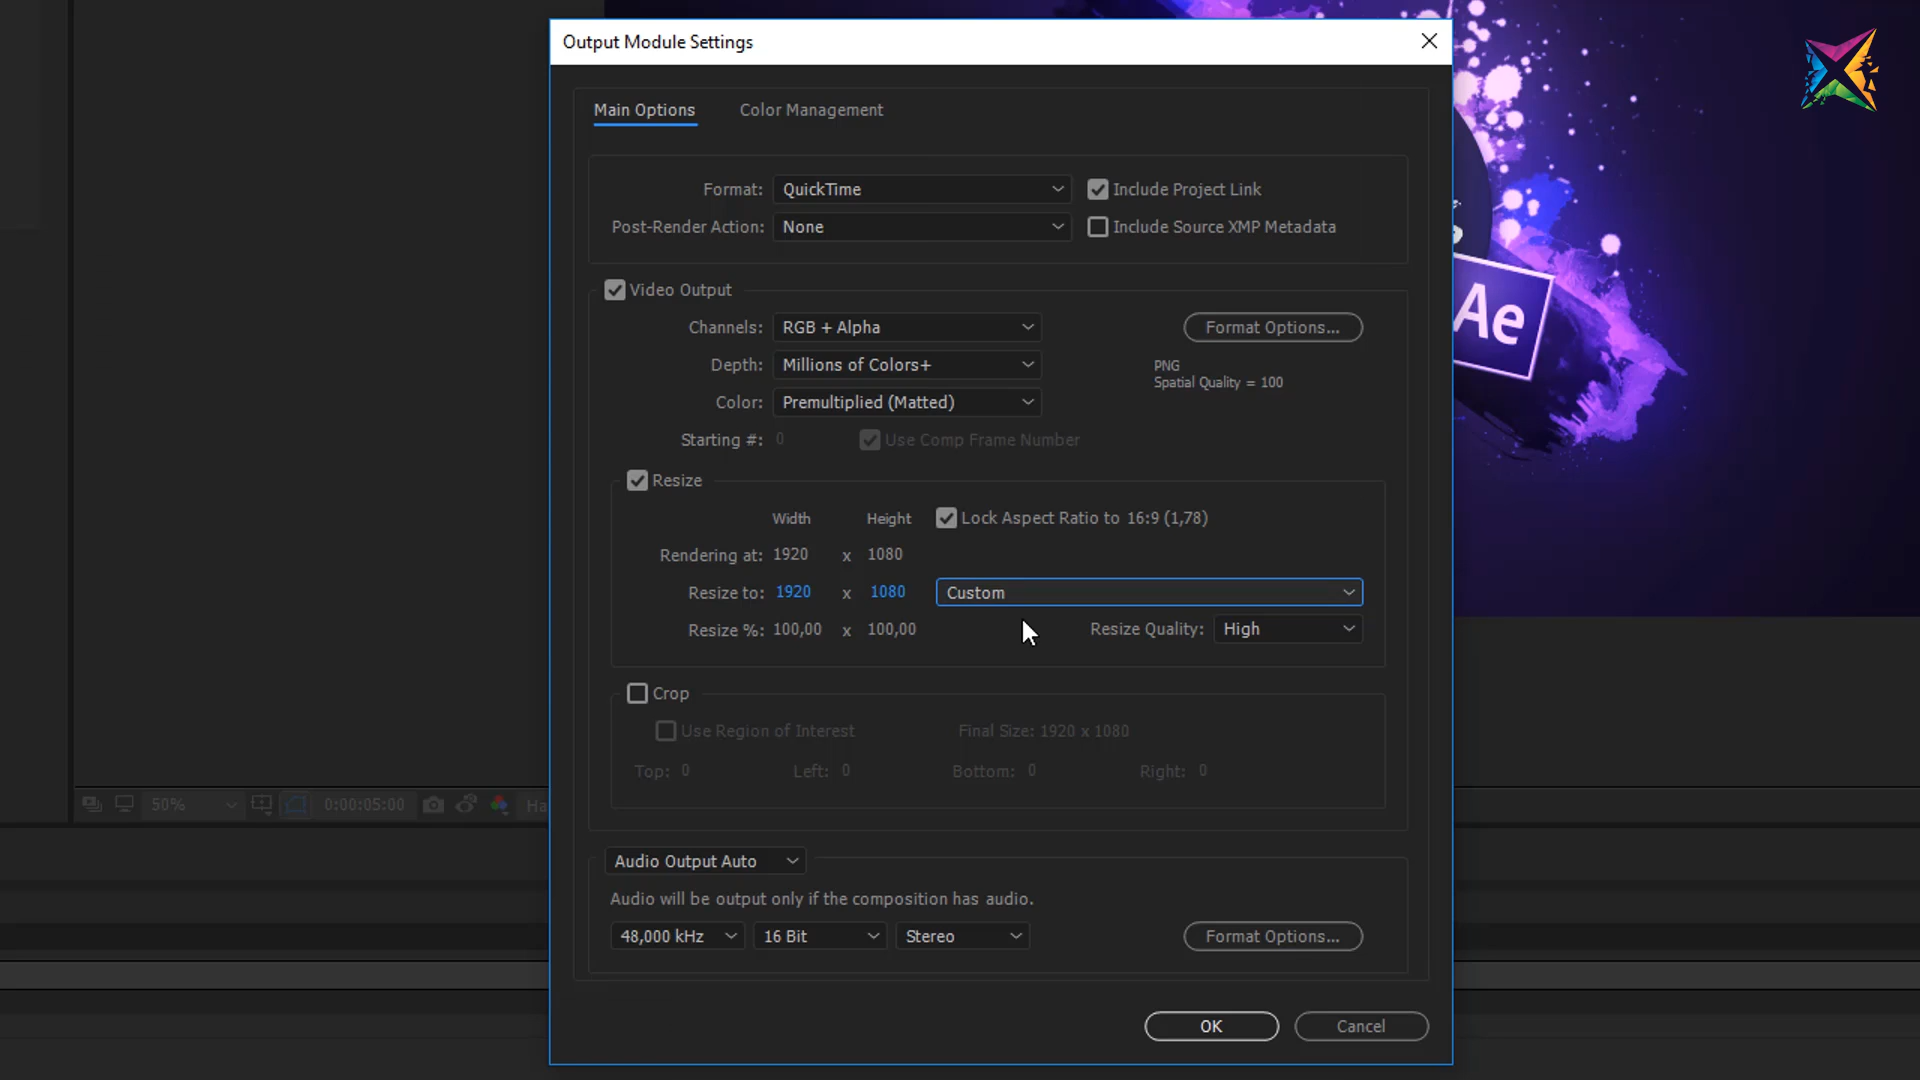 Output Module Settings
Main Options Color Management
Format: QuickTime Include Project Link
Post-Render Action: None Include Source XMP Metadata
Video Output
Channels: RGB + Alpha Format Options...
Depth: Millions of Colors+ PNG
Spatial Quality = 100
Color: Premultiplied (Matted)
Starting #: 0 Use Comp Frame Number
Resize
Width Height Lock Aspect Ratio to 16:9 (1,78)
Rendering at: 1920 x 1080
Resize to: 1920 x 1080 Custom
Resize %: 100,00 x 100,00 Resize Quality: High
Crop
Use Region of Interest Final Size: 1920 x 1080
Top: 0 Left: 0 Bottom: 0 Right: 0
Audio Output Auto
Audio will be output only if the composition has audio.
48,000 kHz 16 Bit Stereo Format Options...
OK Cancel
50% 0:00:05:00 Ha
Ae